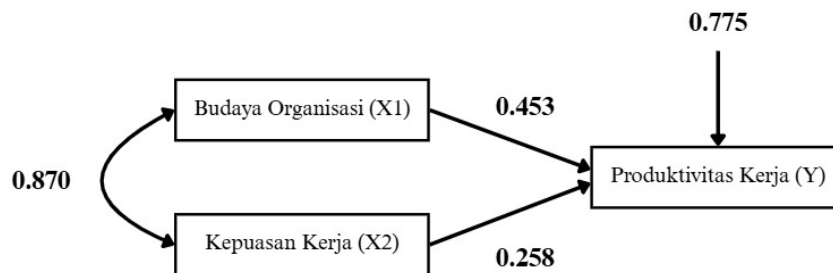 0.775
Budaya Organisasi (X1)
0.453
0.870
Produktivitas Kerja (Y)
Kepuasan Kerja (X2)
0.258